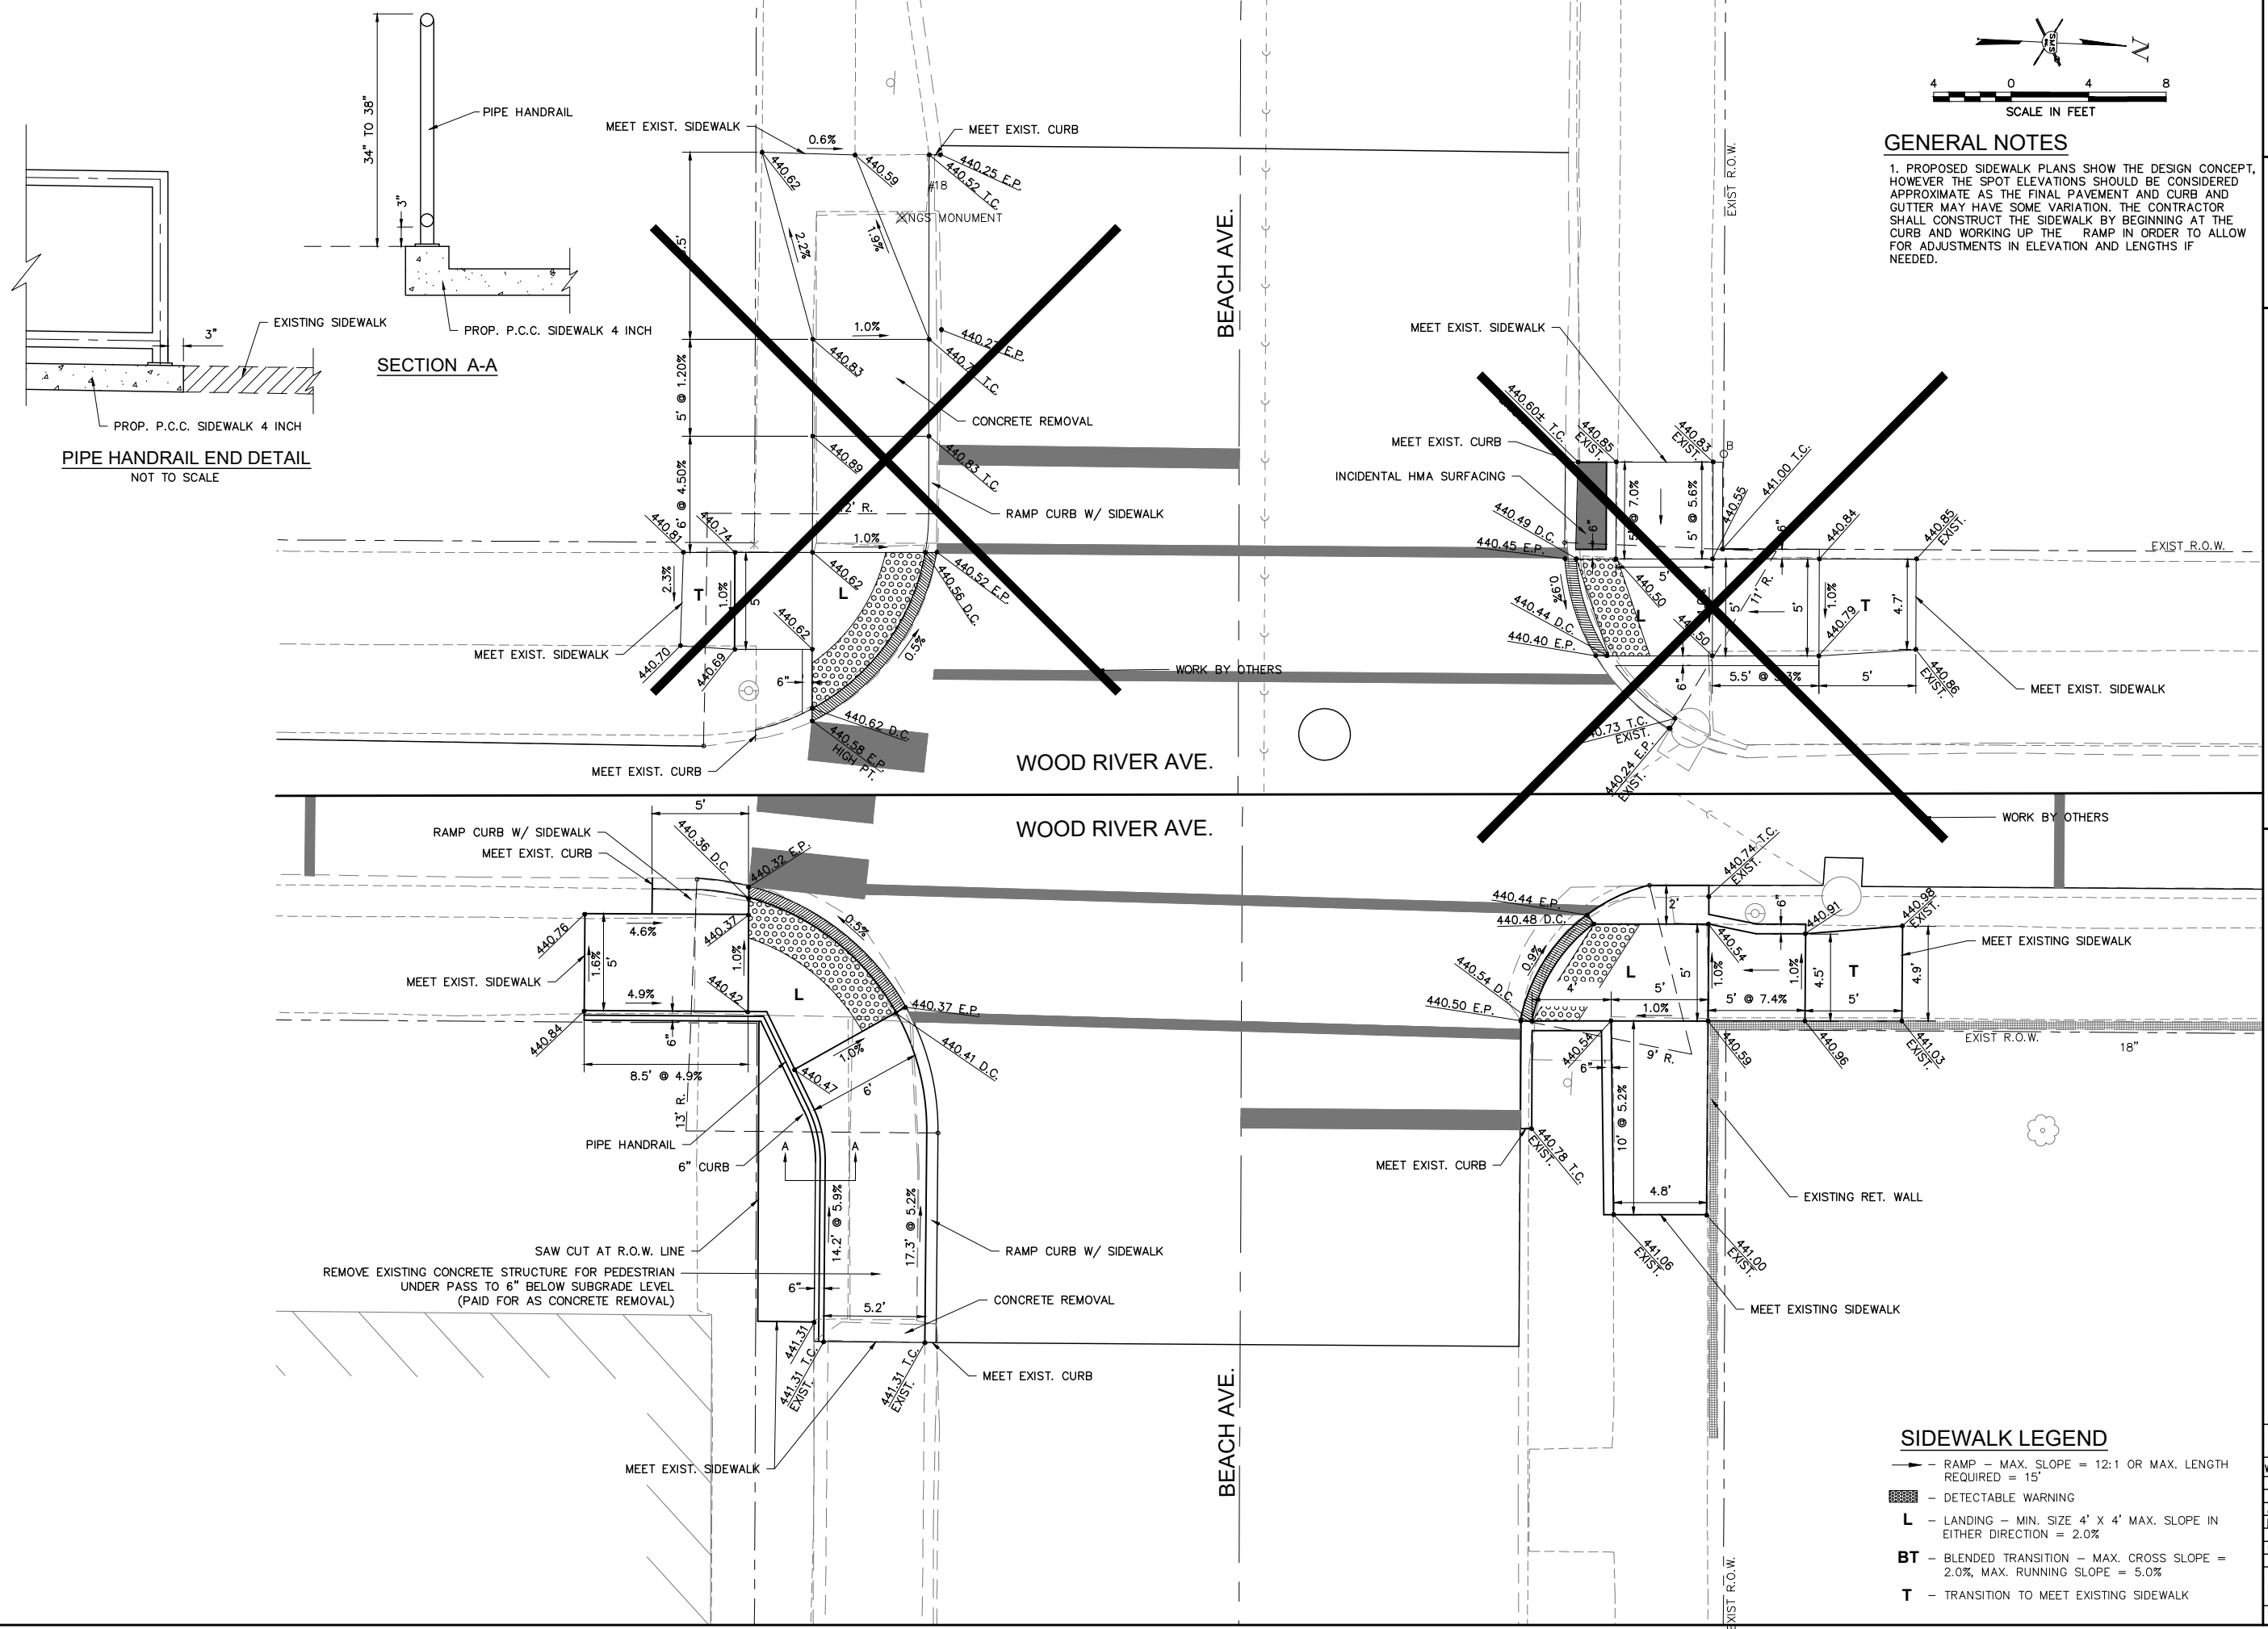 34" TO 38"
PIPE HANDRAIL
3"
3"
EXISTING SIDEWALK
PROP. P.C.C. SIDEWALK 4 INCH
SECTION A-A
PROP. P.C.C. SIDEWALK 4 INCH
PIPE HANDRAIL END DETAIL
NOT TO SCALE
MEET EXIST. SIDEWALK
0.6%
MEET EXIST. CURB
440.62
440.59
440.25 E.P.
440.52 T.C.
#18
NGS MONUMENT
2.2%
1.9%
1.0%
440.83
5' @ 1.20%
CONCRETE REMOVAL
440.89
440.83 T.C.
6' @ 4.50%
12' R.
RAMP CURB W/ SIDEWALK
440.81
440.74
1.0%
2.3%
T
1.0%
5'
440.62
L
440.52 E.P.
440.56 D.C.
440.62
0.5%
MEET EXIST. SIDEWALK
440.70
440.69
6"
WORK BY OTHERS
440.62 D.C.
440.58 E.P.
HIGH PT.
MEET EXIST. CURB
BEACH AVE.
WOOD RIVER AVE.
N
4 0 4 8
SCALE IN FEET
GENERAL NOTES
1. PROPOSED SIDEWALK PLANS SHOW THE DESIGN CONCEPT,
HOWEVER THE SPOT ELEVATIONS SHOULD BE CONSIDERED
APPROXIMATE AS THE FINAL PAVEMENT AND CURB AND
GUTTER MAY HAVE SOME VARIATION. THE CONTRACTOR
SHALL CONSTRUCT THE SIDEWALK BY BEGINNING AT THE
CURB AND WORKING UP THE RAMP IN ORDER TO ALLOW
FOR ADJUSTMENTS IN ELEVATION AND LENGTHS IF
NEEDED.
EXIST R.O.W.
MEET EXIST. SIDEWALK
440.60± T.C.
440.85
EXIST.
440.83
EXIST.
B
MEET EXIST. CURB
INCIDENTAL HMA SURFACING
@ 7.0%
5' @ 5.6%
440.55
441.00 T.C.
6"
6"
440.84
440.85
EXIST.
440.49 D.C.
440.45 E.P.
EXIST R.O.W.
0.9%
5'
440.50
L
5'
11' R.
5'
1.0%
T
4.7'
440.44 D.C.
440.40 E.P.
440.79
6"
5'
440.86
EXIST.
MEET EXIST. SIDEWALK
EXIST.
440.24 E.P.
EXIST.
WORK BY OTHERS
WOOD RIVER AVE.
5'
RAMP CURB W/ SIDEWALK
MEET EXIST. CURB
440.36 D.C.
440.32 E.P.
440.76
4.6%
440.37
0.5%
1.6%
5'
1.0%
MEET EXIST. SIDEWALK
4.9%
440.42
L
440.37 E.P.
440.84
6"
440.41 D.C.
8.5' @ 4.9%
1.0%
440.47
6'
13' R.
PIPE HANDRAIL
6" CURB
A
A
14.2' @ 5.9%
17.3' @ 5.2%
SAW CUT AT R.O.W. LINE
RAMP CURB W/ SIDEWALK
REMOVE EXISTING CONCRETE STRUCTURE FOR PEDESTRIAN
UNDER PASS TO 6" BELOW SUBGRADE LEVEL
(PAID FOR AS CONCRETE REMOVAL)
6"
5.2'
CONCRETE REMOVAL
441.31
441.31 T.C.
EXIST.
441.31 T.C.
EXIST.
MEET EXIST. CURB
MEET EXIST. SIDEWALK
BEACH AVE.
440.74 T.C.
EXIST.
440.44 E.P.
440.48 D.C.
2'
6"
440.91
440.98
EXIST.
MEET EXISTING SIDEWALK
0.9%
L
5'
440.54
1.0%
1.0%
4.5'
T
4.9'
440.54 D.C.
440.50 E.P.
4'
5'
5' @ 7.4%
5'
1.0%
440.54
440.59
440.96
441.03
EXIST.
EXIST R.O.W.
18"
9' R.
6"
10' @ 5.2%
440.78 T.C.
EXIST.
MEET EXIST. CURB
4.8'
EXISTING RET. WALL
441.06
EXIST.
441.00
EXIST.
MEET EXISTING SIDEWALK
SIDEWALK LEGEND
– RAMP – MAX. SLOPE = 12:1 OR MAX. LENGTH
REQUIRED = 15'
– DETECTABLE WARNING
L – LANDING – MIN. SIZE 4' X 4' MAX. SLOPE IN
EITHER DIRECTION = 2.0%
BT – BLENDED TRANSITION – MAX. CROSS SLOPE =
2.0%, MAX. RUNNING SLOPE = 5.0%
T – TRANSITION TO MEET EXISTING SIDEWALK